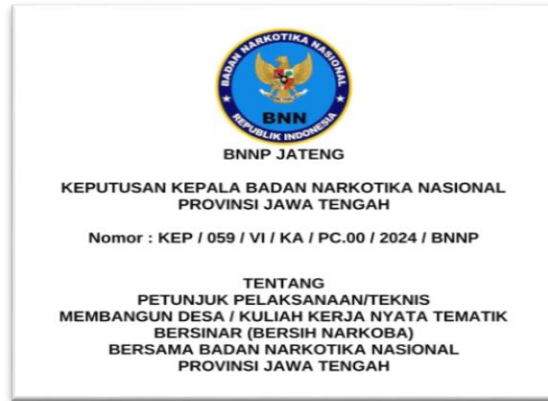 BADAN NARKOTIKA NASIONAL
BNN
REPUBLIK INDONESIA
BNNP JATENG
KEPUTUSAN KEPALA BADAN NARKOTIKA NASIONAL
PROVINSI JAWA TENGAH
Nomor : KEP / 059 / VI / KA / PC.00 / 2024 / BNNP
TENTANG
PETUNJUK PELAKSANAAN/TEKNIS
MEMBANGUN DESA / KULIAH KERJA NYATA TEMATIK
BERSINAR (BERSIH NARKOBA)
BERSAMA BADAN NARKOTIKA NASIONAL
PROVINSI JAWA TENGAH